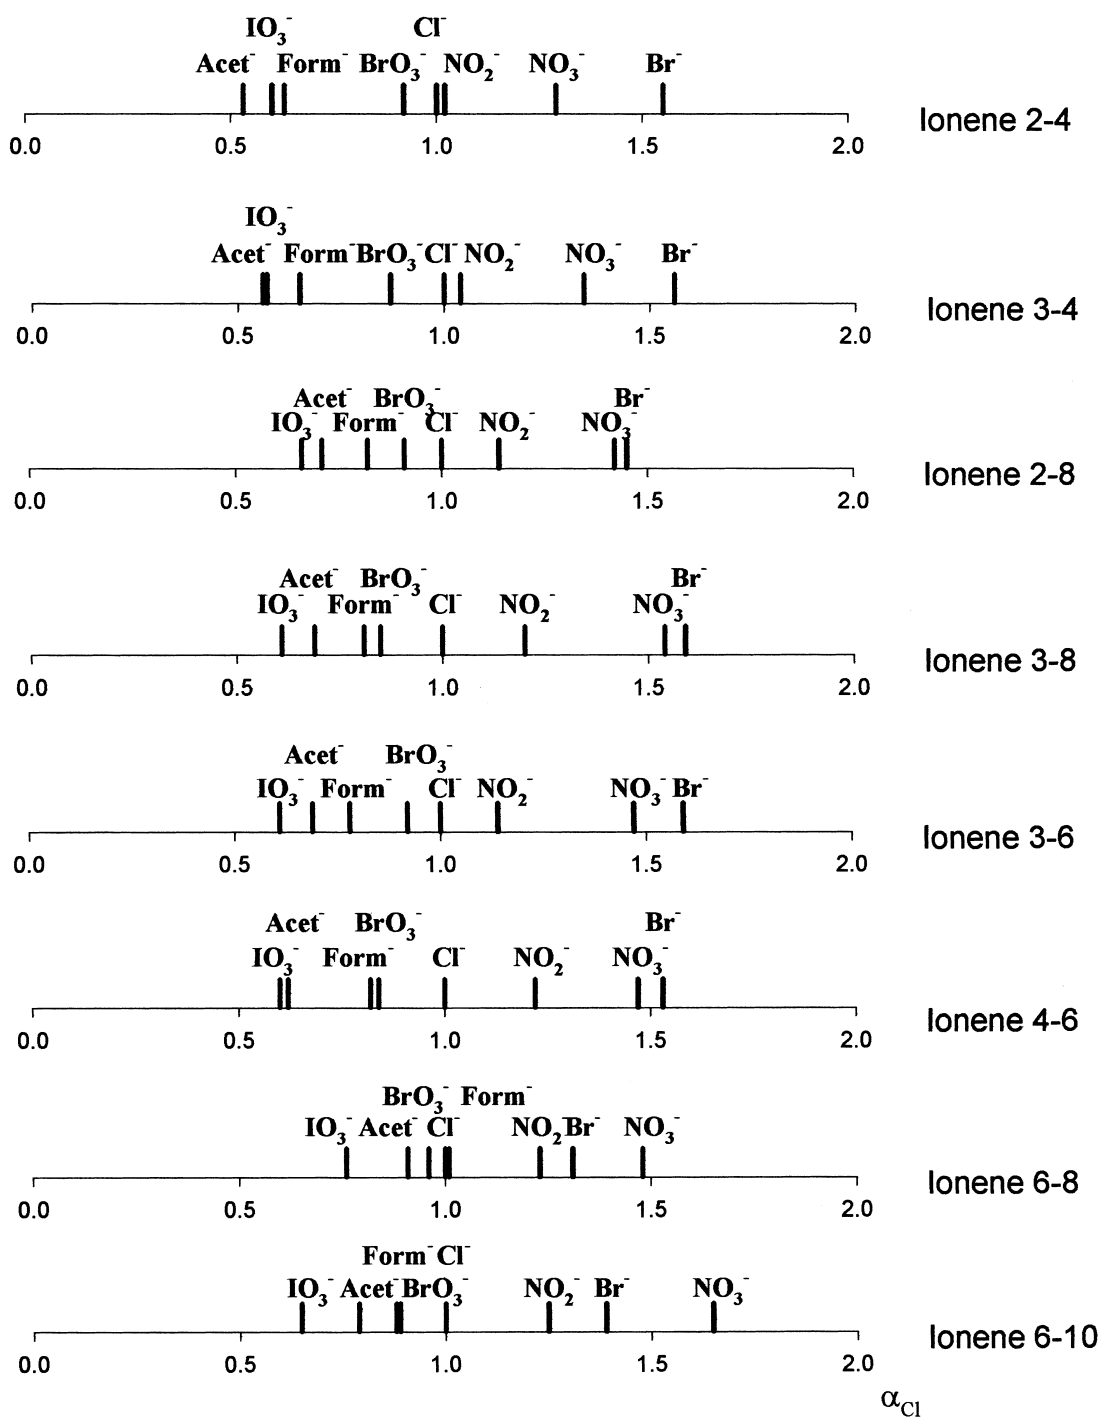 IO₃⁻ Cl⁻
Acet⁻ Form⁻ BrO₃⁻ NO₂⁻ NO₃⁻ Br⁻
Ionene 2-4
0.0 0.5 1.0 1.5 2.0
IO₃⁻
Acet⁻ Form⁻ BrO₃⁻ Cl⁻ NO₂⁻ NO₃⁻ Br⁻
Ionene 3-4
0.0 0.5 1.0 1.5 2.0
Acet⁻ BrO₃⁻ Br⁻
IO₃⁻ Form⁻ Cl⁻ NO₂⁻ NO₃⁻
Ionene 2-8
0.0 0.5 1.0 1.5 2.0
Acet⁻ BrO₃⁻ Br⁻
IO₃⁻ Form⁻ Cl⁻ NO₂⁻ NO₃⁻
Ionene 3-8
0.0 0.5 1.0 1.5 2.0
Acet⁻ BrO₃⁻
IO₃⁻ Form⁻ Cl⁻ NO₂⁻ NO₃⁻ Br⁻
Ionene 3-6
0.0 0.5 1.0 1.5 2.0
Acet⁻ BrO₃⁻ Br⁻
IO₃⁻ Form⁻ Cl⁻ NO₂⁻ NO₃⁻
Ionene 4-6
0.0 0.5 1.0 1.5 2.0
BrO₃⁻ Form⁻
IO₃⁻ Acet⁻ Cl⁻ NO₂⁻ Br⁻ NO₃⁻
Ionene 6-8
0.0 0.5 1.0 1.5 2.0
Form⁻ Cl⁻
IO₃⁻ Acet⁻ BrO₃⁻ NO₂⁻ Br⁻ NO₃⁻
Ionene 6-10
0.0 0.5 1.0 1.5 2.0
α_Cl